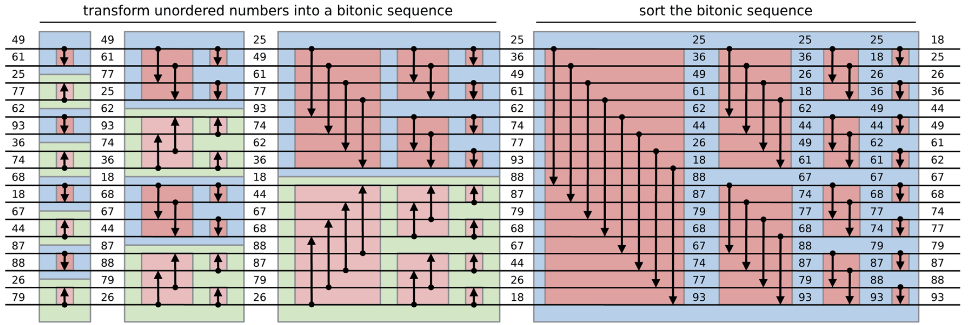 transform unordered numbers into a bitonic sequence sort the bitonic sequence
49 49 25 25 25 25 25 18
61 61 49 36 36 36 18 25
25 77 61 49 49 26 26 26
77 25 77 61 61 18 36 36
62 62 93 62 62 62 49 44
93 93 74 74 44 44 44 49
36 74 62 77 26 49 62 61
74 36 36 93 18 61 61 62
68 18 18 88 88 67 67 67
18 68 44 87 87 74 68 68
67 67 67 79 79 77 77 74
44 44 68 68 68 68 74 77
87 87 88 67 67 88 79 79
88 88 87 44 74 87 87 87
26 79 79 26 77 79 88 88
79 26 26 18 93 93 93 93